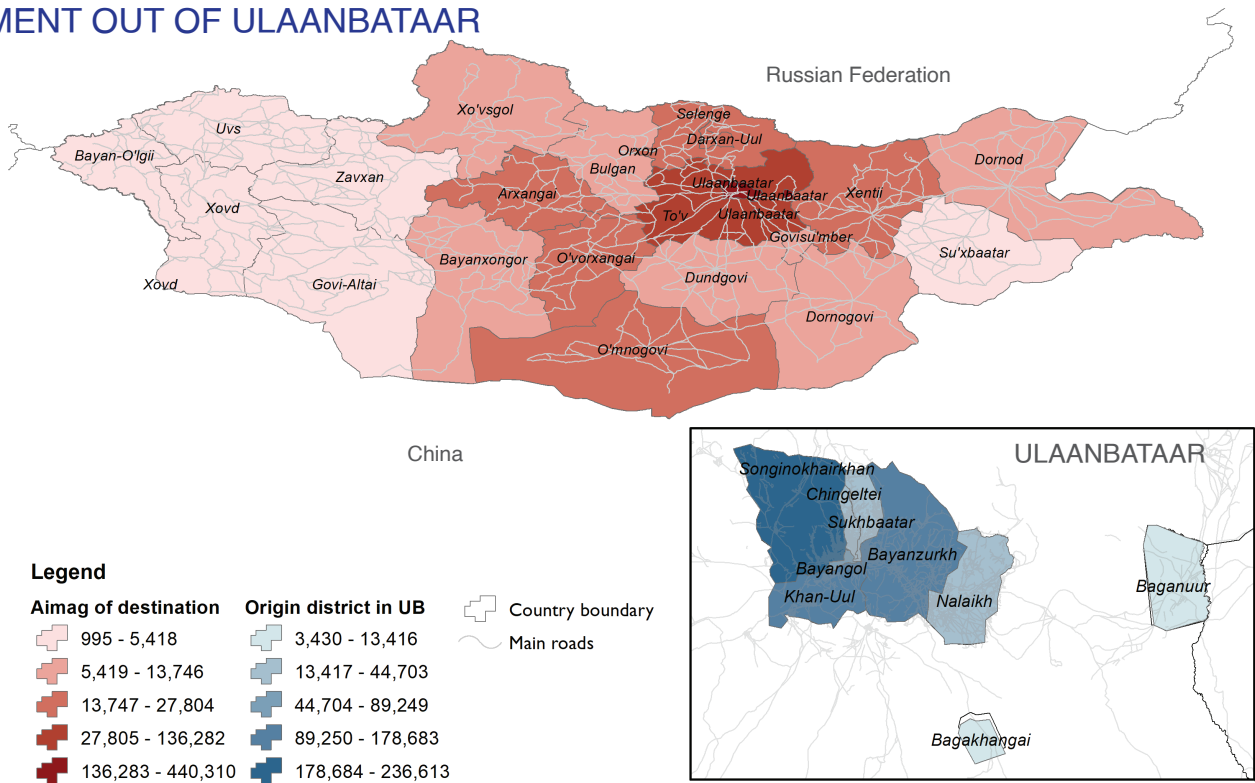 MENT OUT OF ULAANBATAAR
Russian Federation
Xo'vsgol
Selenge
Uvs
Darxan-Uul
Bayan-O'lgii
Orxon
Dornod
Bulgan
Zavxan
Ulaanbaatar
Arxangai
Ulaanbaatar
Xentii
Xovd
To'v
Ulaanbaatar
Govisu'mber
Su'xbaatar
Bayanxongor
O'vorxangai
Dundgovi
Xovd
Govi-Altai
Dornogovi
O'mnogovi
China
ULAANBATAAR
Songinokhairkhan
Chingeltei
Sukhbaatar
Bayanzurkh
Bayangol
Khan-Uul
Nalaikh
Baganuur
Bagakhangai
Legend
Aimag of destination
995 - 5,418
5,419 - 13,746
13,747 - 27,804
27,805 - 136,282
136,283 - 440,310
Origin district in UB
3,430 - 13,416
13,417 - 44,703
44,704 - 89,249
89,250 - 178,683
178,684 - 236,613
Country boundary
Main roads